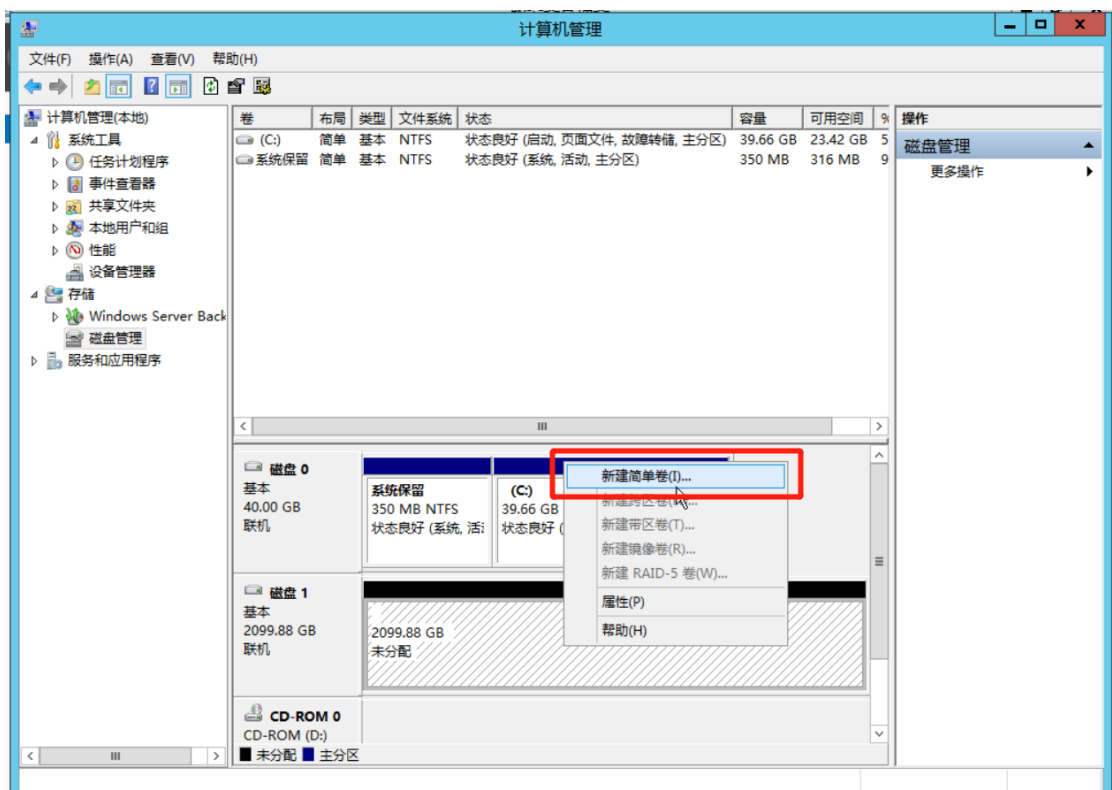 计算机管理
文件(F) 操作(A) 查看(V) 帮助(H)
计算机管理(本地)
系统工具
任务计划程序
事件查看器
共享文件夹
本地用户和组
性能
设备管理器
存储
Windows Server Back
磁盘管理
服务和应用程序
卷 布局 类型 文件系统 状态 容量 可用空间 %
(C:) 简单 基本 NTFS 状态良好 (启动, 页面文件, 故障转储, 主分区) 39.66 GB 23.42 GB 5
系统保留 简单 基本 NTFS 状态良好 (系统, 活动, 主分区) 350 MB 316 MB 9
操作
磁盘管理
更多操作
磁盘 0
基本
40.00 GB
联机
系统保留
350 MB NTFS
状态良好 (系统, 活
(C:)
39.66 GB
状态良好 (
新建简单卷(I)...
新建跨区卷
新建带区卷(T)...
新建镜像卷(R)...
新建 RAID-5 卷(W)...
属性(P)
帮助(H)
磁盘 1
基本
2099.88 GB
联机
2099.88 GB
未分配
CD-ROM 0
CD-ROM (D:)
未分配 主分区